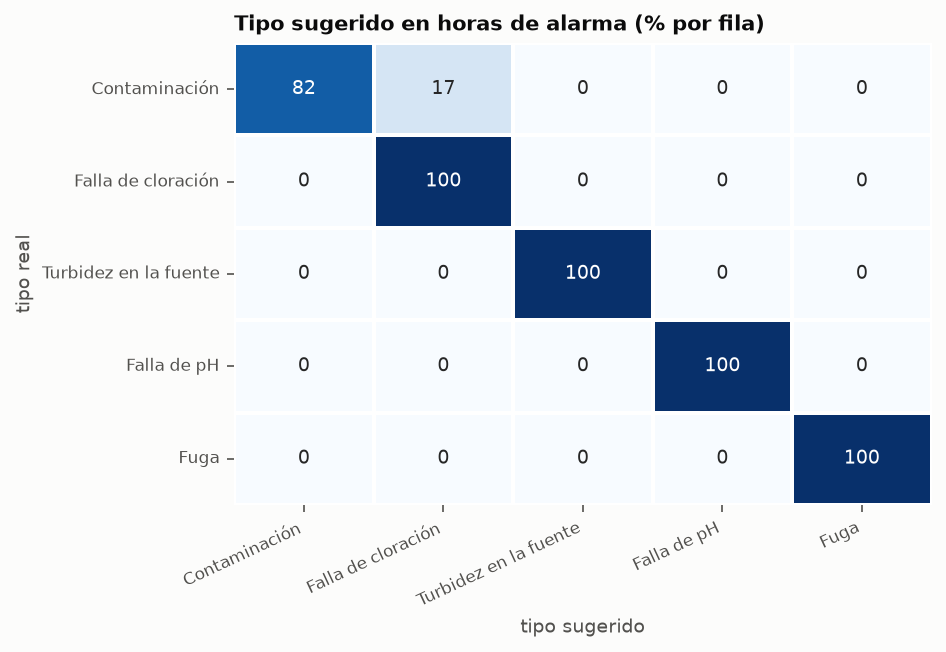 Tipo sugerido en horas de alarma (% por fila)
tipo real
Contaminación 82 17 0 0 0
Falla de cloración 0 100 0 0 0
Turbidez en la fuente 0 0 100 0 0
Falla de pH 0 0 0 100 0
Fuga 0 0 0 0 100
Contaminación Falla de cloración Turbidez en la fuente Falla de pH Fuga
tipo sugerido